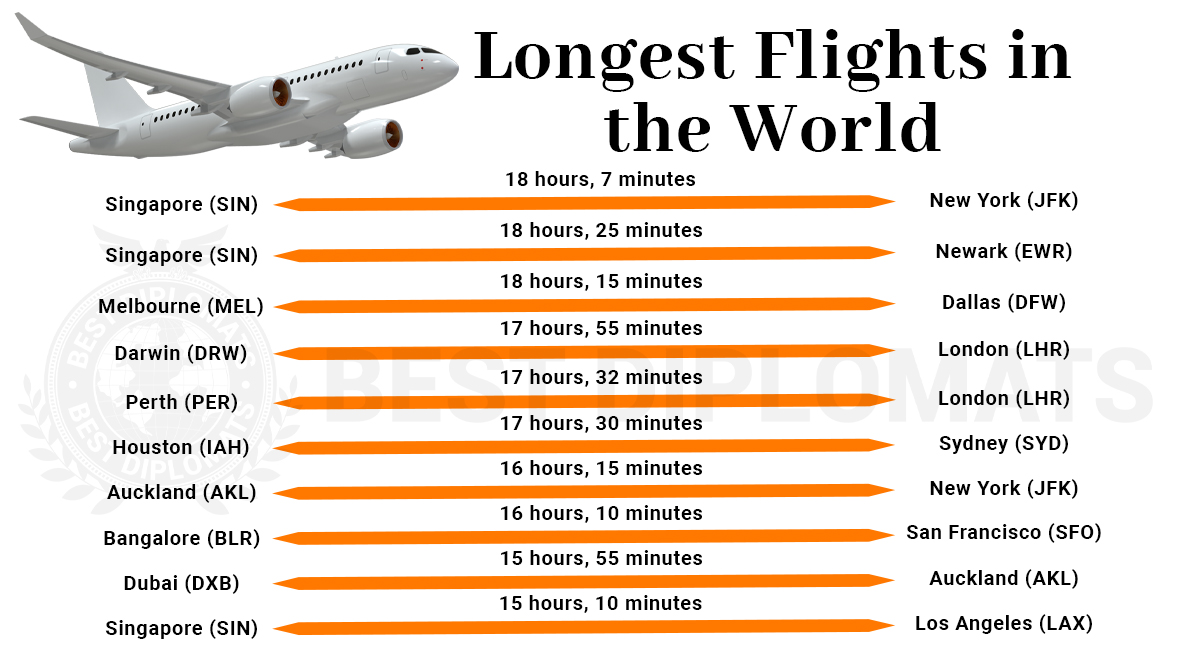 Longest Flights in
the World
18 hours, 7 minutes
Singapore (SIN)
New York (JFK)
18 hours, 25 minutes
Singapore (SIN)
Newark (EWR)
18 hours, 15 minutes
Melbourne (MEL)
Dallas (DFW)
17 hours, 55 minutes
Darwin (DRW)
London (LHR)
17 hours, 32 minutes
Perth (PER)
London (LHR)
17 hours, 30 minutes
Houston (IAH)
Sydney (SYD)
16 hours, 15 minutes
Auckland (AKL)
New York (JFK)
16 hours, 10 minutes
Bangalore (BLR)
San Francisco (SFO)
15 hours, 55 minutes
Dubai (DXB)
Auckland (AKL)
15 hours, 10 minutes
Singapore (SIN)
Los Angeles (LAX)
BEST DIPLOMATS
BEST DIPLOMATS
BEST DIPLOMATS